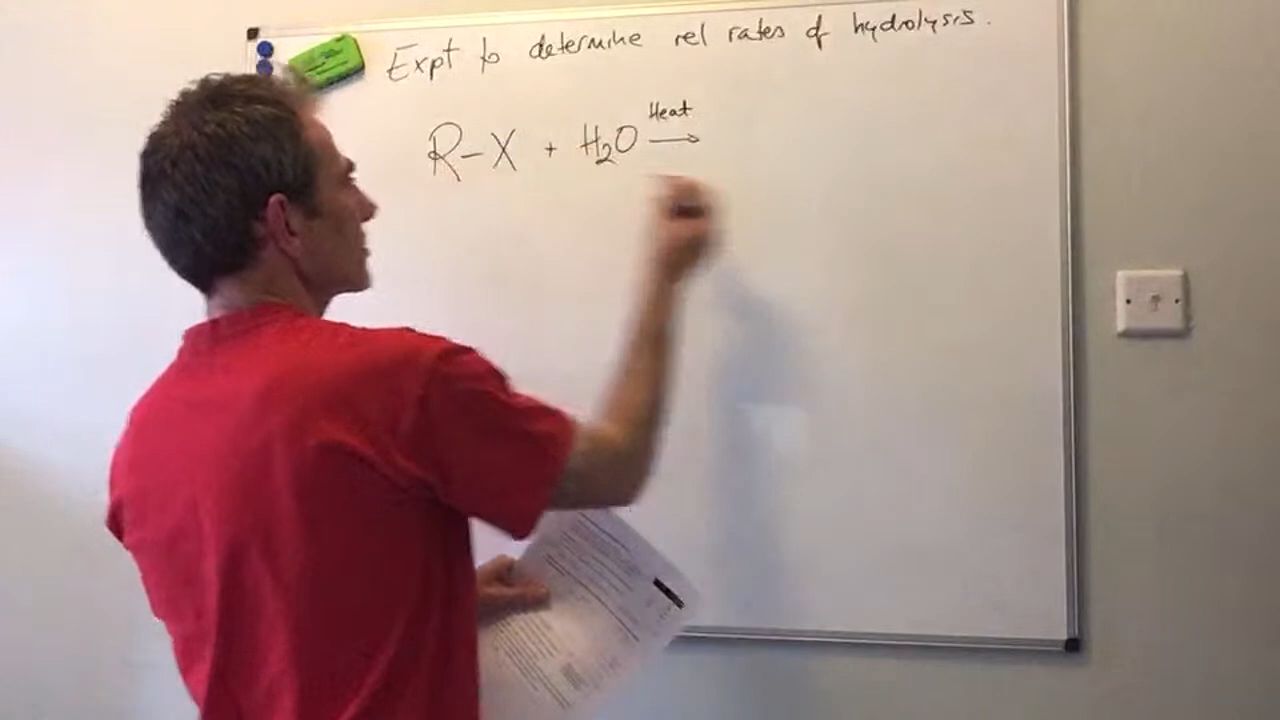 Expt to determine rel rates of hydrolysis.
Heat
R-X + H₂O →